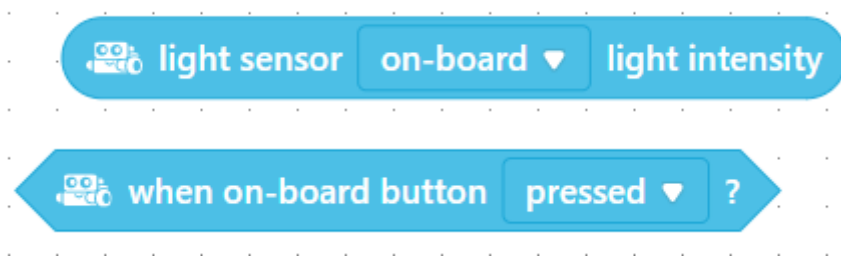 light sensor on-board light intensity
when on-board button pressed ?